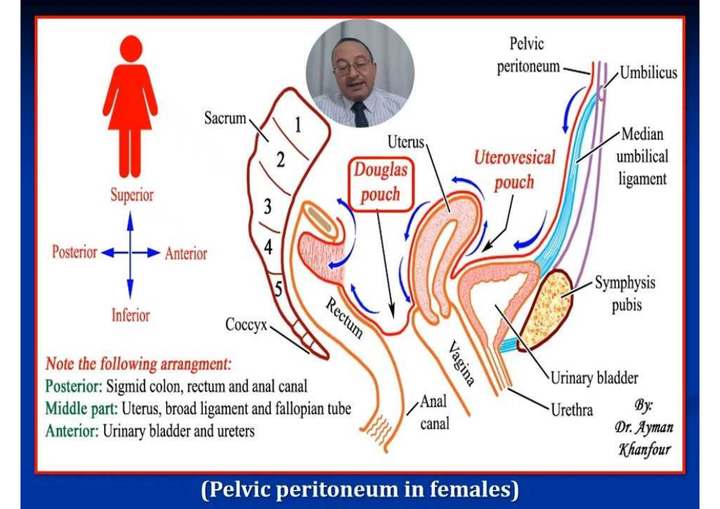 Pelvic
peritoneum
Umbilicus
Sacrum
1
2
3
4
5
Uterus
Douglas
pouch
Uterovesical
pouch
Median
umbilical
ligament
Superior
Posterior
Anterior
Inferior
Symphysis
pubis
Coccyx
Rectum
Vagina
Urinary bladder
Anal
canal
Urethra
Note the following arrangment:
Posterior: Sigmid colon, rectum and anal canal
Middle part: Uterus, broad ligament and fallopian tube
Anterior: Urinary bladder and ureters
By:
Dr. Ayman
Khanfour
(Pelvic peritoneum in females)